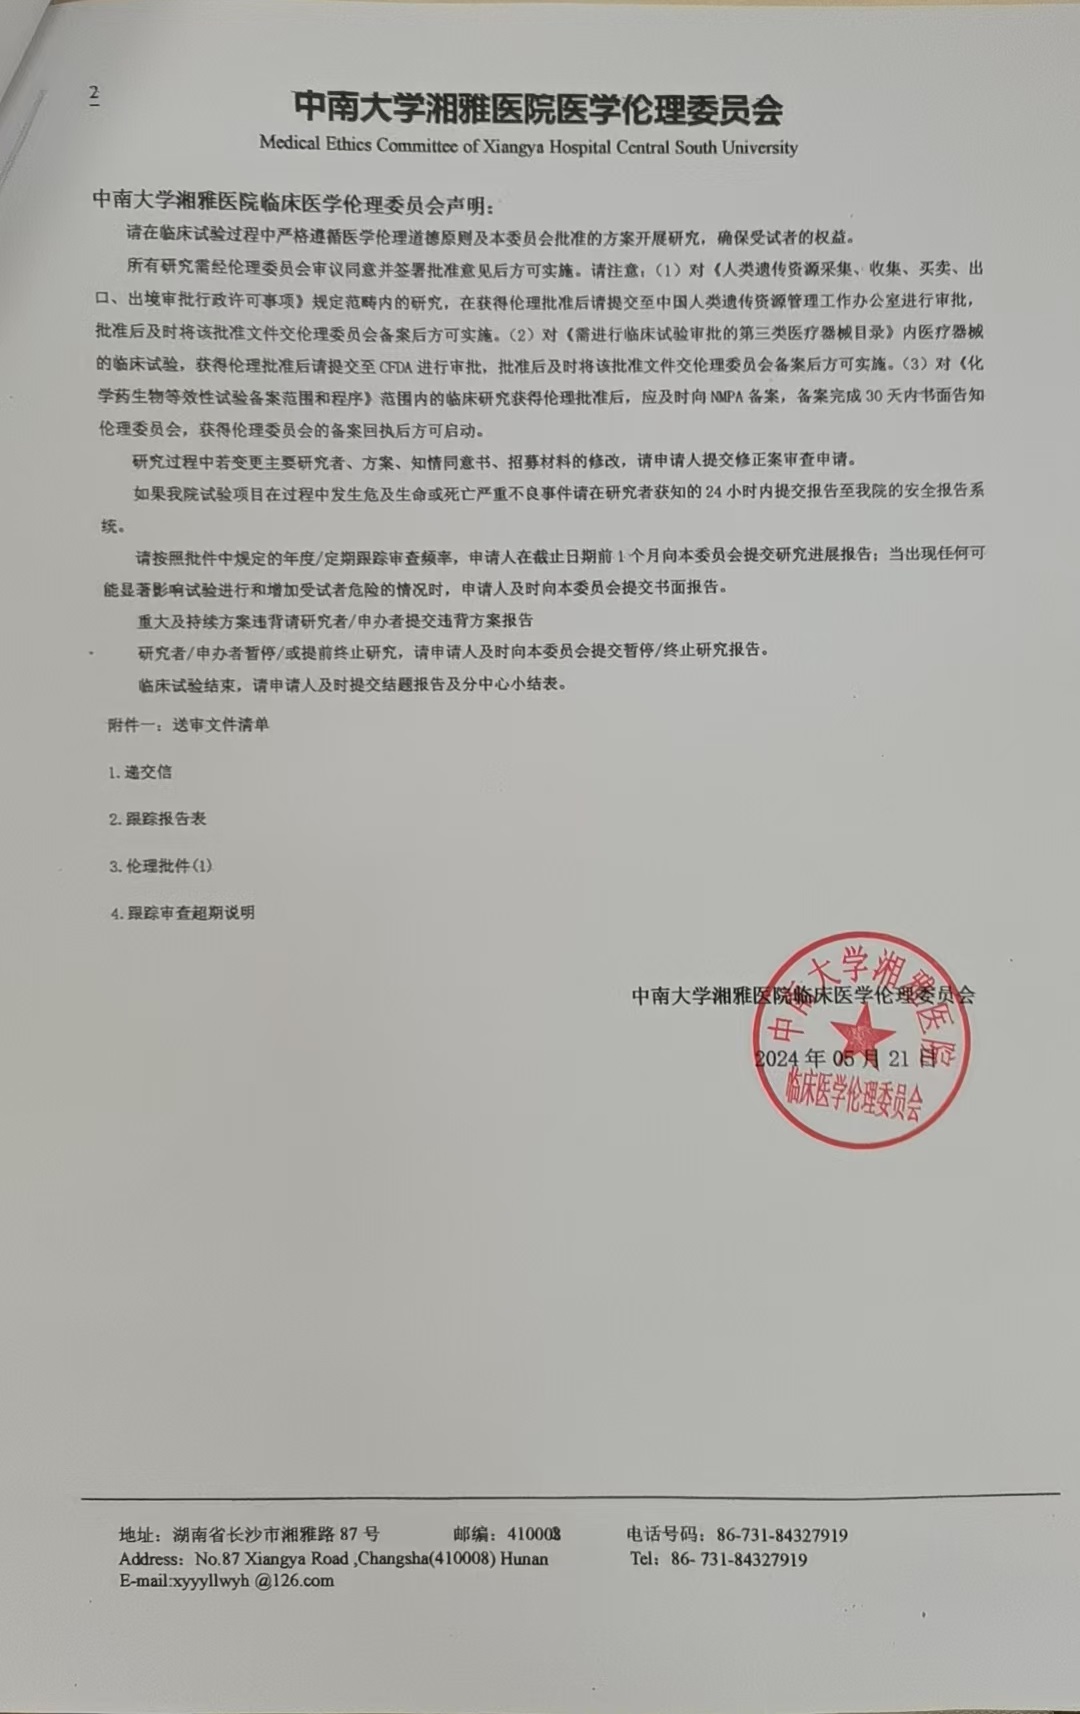 2
中南大学湘雅医院医学伦理委员会
Medical Ethics Committee of Xiangya Hospital Central South University
中南大学湘雅医院临床医学伦理委员会声明：
请在临床试验过程中严格遵循医学伦理道德原则及本委员会批准的方案开展研究，确保受试者的权益。
所有研究需经伦理委员会审议同意并签署批准意见后方可实施。请注意：（1）对《人类遗传资源采集、收集、买卖、出
口、出境审批行政许可事项》规定范畴内的研究，在获得伦理批准后请提交至中国人类遗传资源管理工作办公室进行审批，
批准后及时将该批准文件交伦理委员会备案后方可实施。（2）对《需进行临床试验审批的第三类医疗器械目录》内医疗器械
的临床试验，获得伦理批准后请提交至 CFDA 进行审批，批准后及时将该批准文件交伦理委员会备案后方可实施。（3）对《化
学药生物等效性试验备案范围和程序》范围内的临床研究获得伦理批准后，应及时向 NMPA 备案，备案完成 30 天内书面告知
伦理委员会，获得伦理委员会的备案回执后方可启动。
研究过程中若变更主要研究者、方案、知情同意书、招募材料的修改，请申请人提交修正案审查申请。
如果我院试验项目在过程中发生危及生命或死亡严重不良事件请在研究者获知的 24 小时内提交报告至我院的安全报告系
统。
请按照批件中规定的年度/定期跟踪审查频率，申请人在截止日期前 1 个月向本委员会提交研究进展报告；当出现任何可
能显著影响试验进行和增加受试者危险的情况时，申请人及时向本委员会提交书面报告。
重大及持续方案违背请研究者/申办者提交违背方案报告
研究者/申办者暂停/或提前终止研究，请申请人及时向本委员会提交暂停/终止研究报告。
临床试验结束，请申请人及时提交结题报告及分中心小结表。
附件一：送审文件清单
1.递交信
2.跟踪报告表
3.伦理批件(1)
4.跟踪审查超期说明
中南大学湘雅医院临床医学伦理委员会
2024 年 05 月 21 日
中南大学湘雅医院
临床医学伦理委员会
地址：湖南省长沙市湘雅路 87 号 邮编：410008 电话号码：86-731-84327919
Address：No.87 Xiangya Road ,Changsha(410008) Hunan Tel：86- 731-84327919
E-mail:xyyyllwyh @126.com